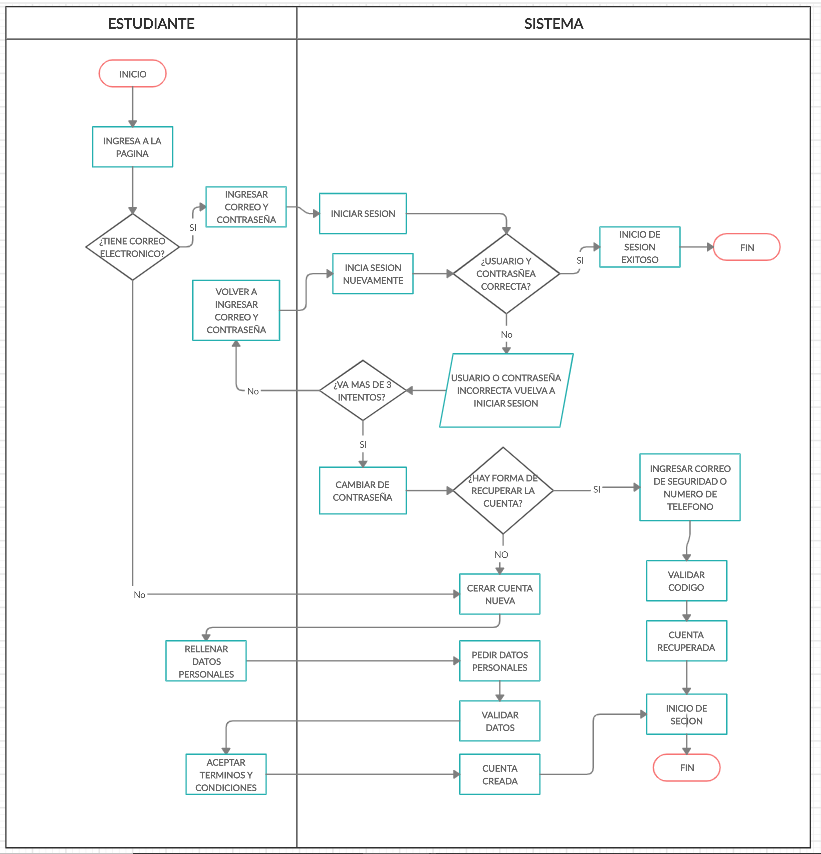 ESTUDIANTE
SISTEMA
INICIO
INGRESA A LA
PAGINA
¿TIENE CORREO
ELECTRONICO?
SI
INGRESAR
CORREO Y
CONTRASEÑA
INICIAR SESION
¿USUARIO Y
CONTRASÑEA
CORRECTA?
SI
INICIO DE
SESION
EXITOSO
FIN
VOLVER A
INGRESAR
CORREO Y
CONTRASEÑA
INCIA SESION
NUEVAMENTE
No
USUARIO O CONTRASEÑA
INCORRECTA VUELVA A
INICIAR SESION
¿VA MAS DE 3
INTENTOS?
No
SI
CAMBIAR DE
CONTRASEÑA
¿HAY FORMA DE
RECUPERAR LA
CUENTA?
SI
INGRESAR CORREO
DE SEGURIDAD O
NUMERO DE
TELEFONO
NO
VALIDAR
CODIGO
No
CERAR CUENTA
NUEVA
CUENTA
RECUPERADA
RELLENAR
DATOS
PERSONALES
PEDIR DATOS
PERSONALES
VALIDAR
DATOS
INICIO DE
SECION
ACEPTAR
TERMINOS Y
CONDICIONES
CUENTA
CREADA
FIN